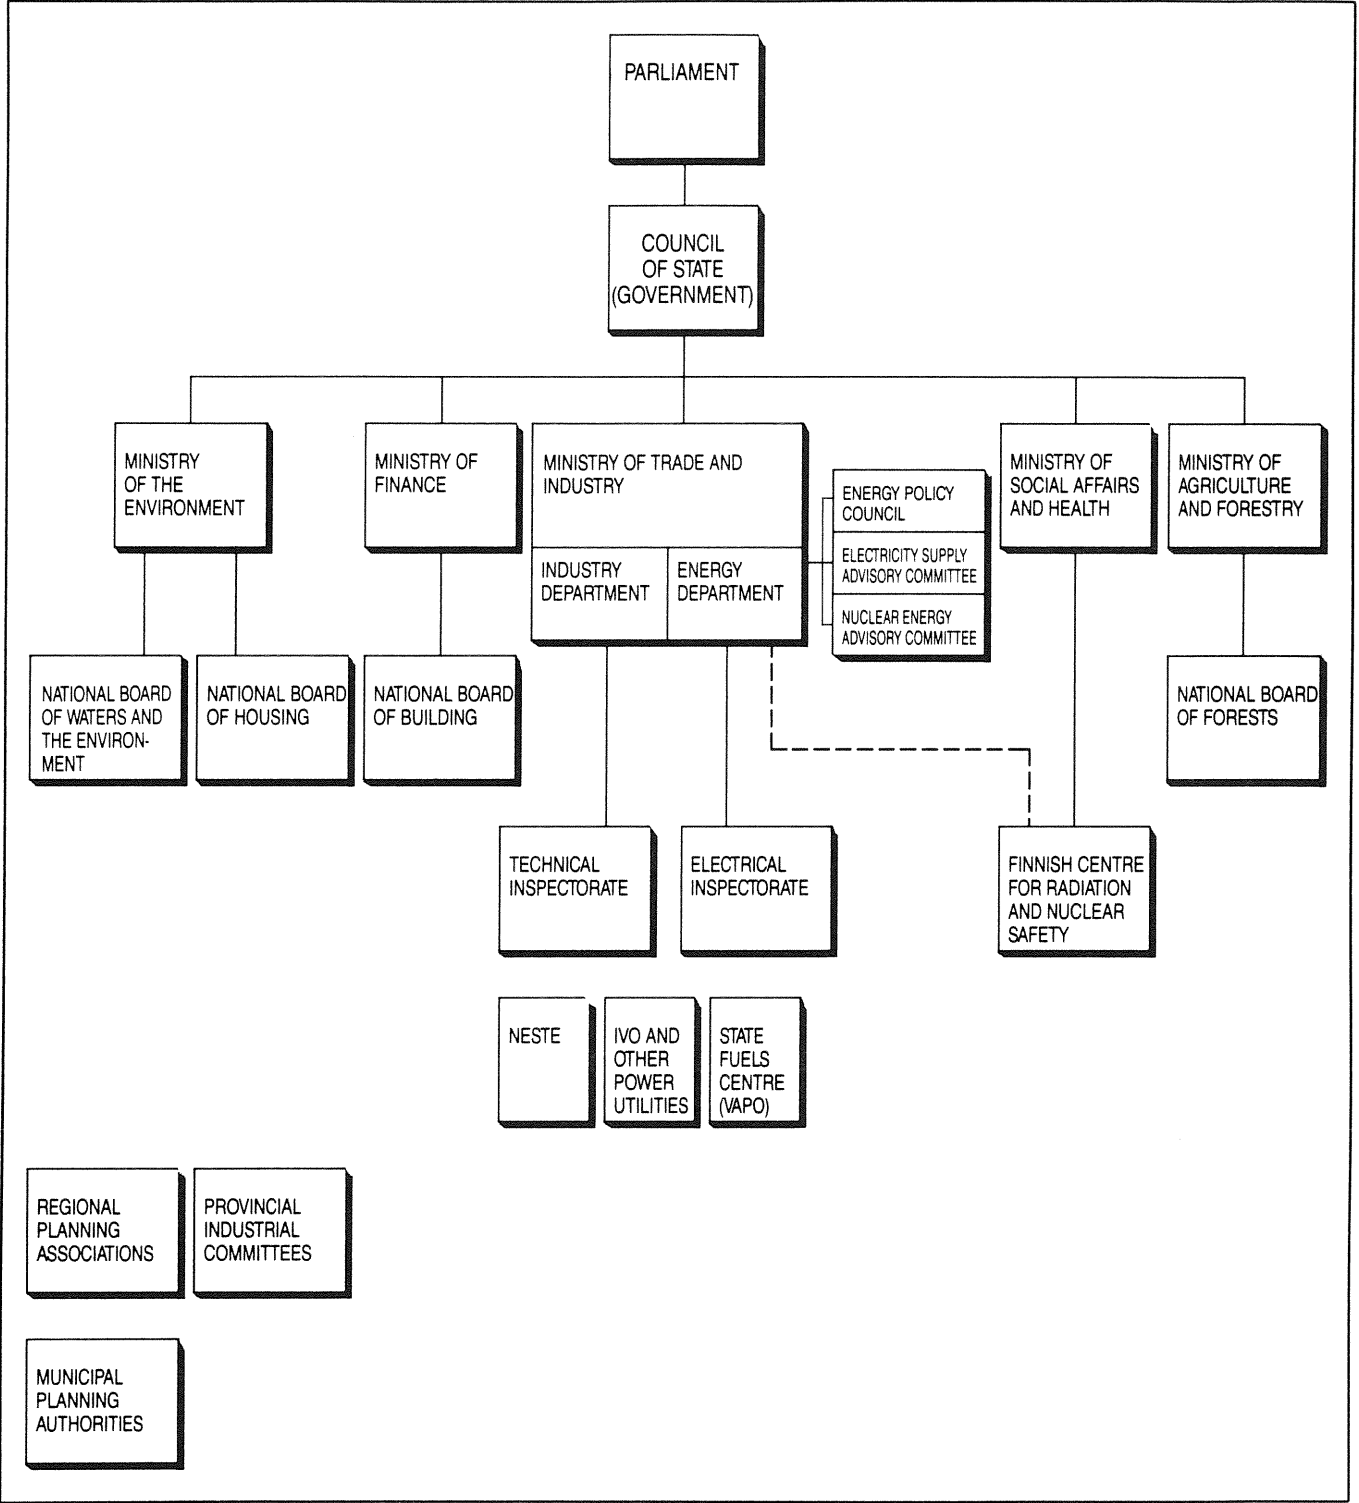 PARLIAMENT
COUNCIL
OF STATE
(GOVERNMENT)
MINISTRY
OF THE
ENVIRONMENT
MINISTRY OF
FINANCE
MINISTRY OF TRADE AND
INDUSTRY
INDUSTRY
DEPARTMENT
ENERGY
DEPARTMENT
ENERGY POLICY
COUNCIL
ELECTRICITY SUPPLY
ADVISORY COMMITTEE
NUCLEAR ENERGY
ADVISORY COMMITTEE
MINISTRY OF
SOCIAL AFFAIRS
AND HEALTH
MINISTRY OF
AGRICULTURE
AND FORESTRY
NATIONAL BOARD
OF WATERS AND
THE ENVIRON-
MENT
NATIONAL BOARD
OF HOUSING
NATIONAL BOARD
OF BUILDING
NATIONAL BOARD
OF FORESTS
TECHNICAL
INSPECTORATE
ELECTRICAL
INSPECTORATE
FINNISH CENTRE
FOR RADIATION
AND NUCLEAR
SAFETY
NESTE
IVO AND
OTHER
POWER
UTILITIES
STATE
FUELS
CENTRE
(VAPO)
REGIONAL
PLANNING
ASSOCIATIONS
PROVINCIAL
INDUSTRIAL
COMMITTEES
MUNICIPAL
PLANNING
AUTHORITIES